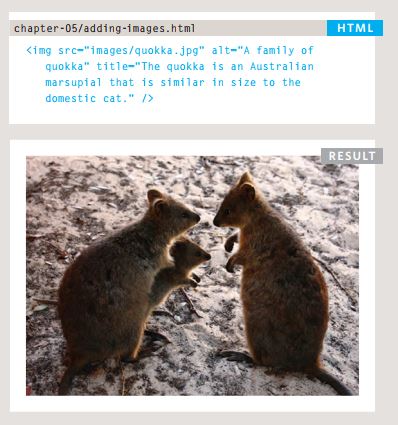 chapter-05/adding-images.html HTML
<img src="images/quokka.jpg" alt="A family of
quokka" title="The quokka is an Australian
marsupial that is similar in size to the
domestic cat." />
RESULT